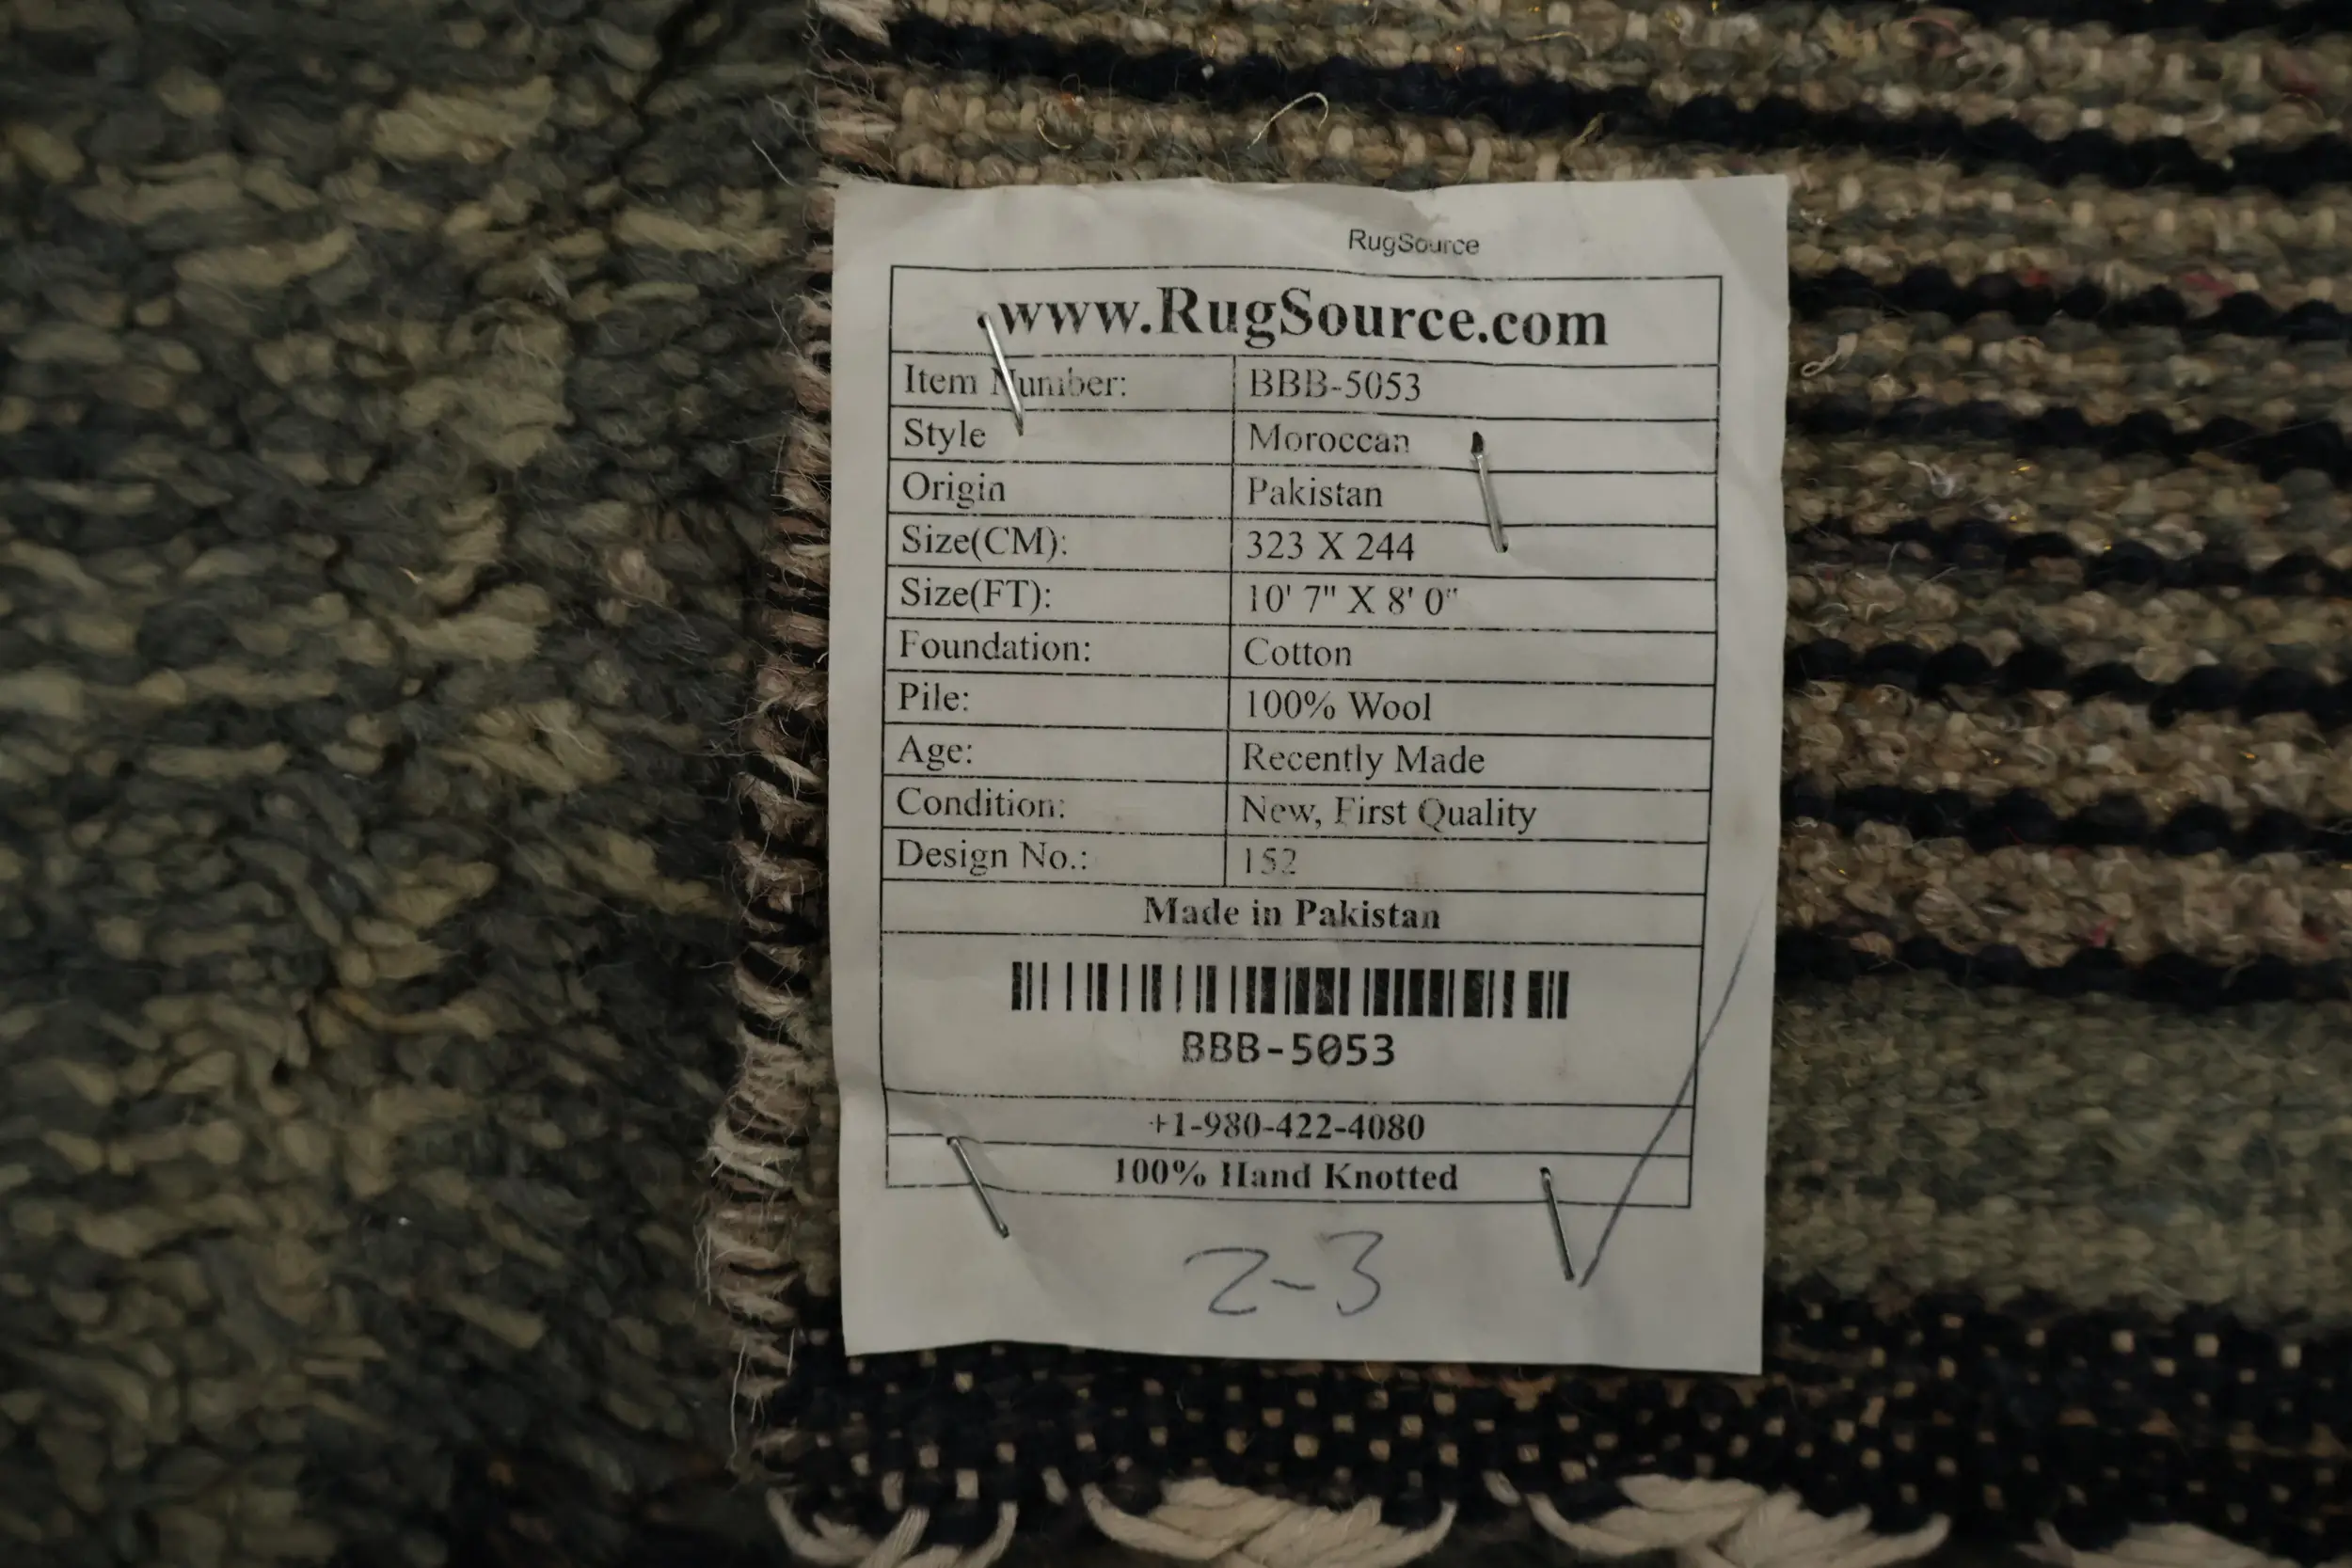 RugSource
www.RugSource.com
Item Number: BBB-5053
Style Moroccan
Origin Pakistan
Size(CM): 323 X 244
Size(FT): 10' 7" X 8' 0"
Foundation: Cotton
Pile: 100% Wool
Age: Recently Made
Condition: New, First Quality
Design No.: 152
Made in Pakistan
BBB-5053
+1-980-422-4080
100% Hand Knotted
2-3